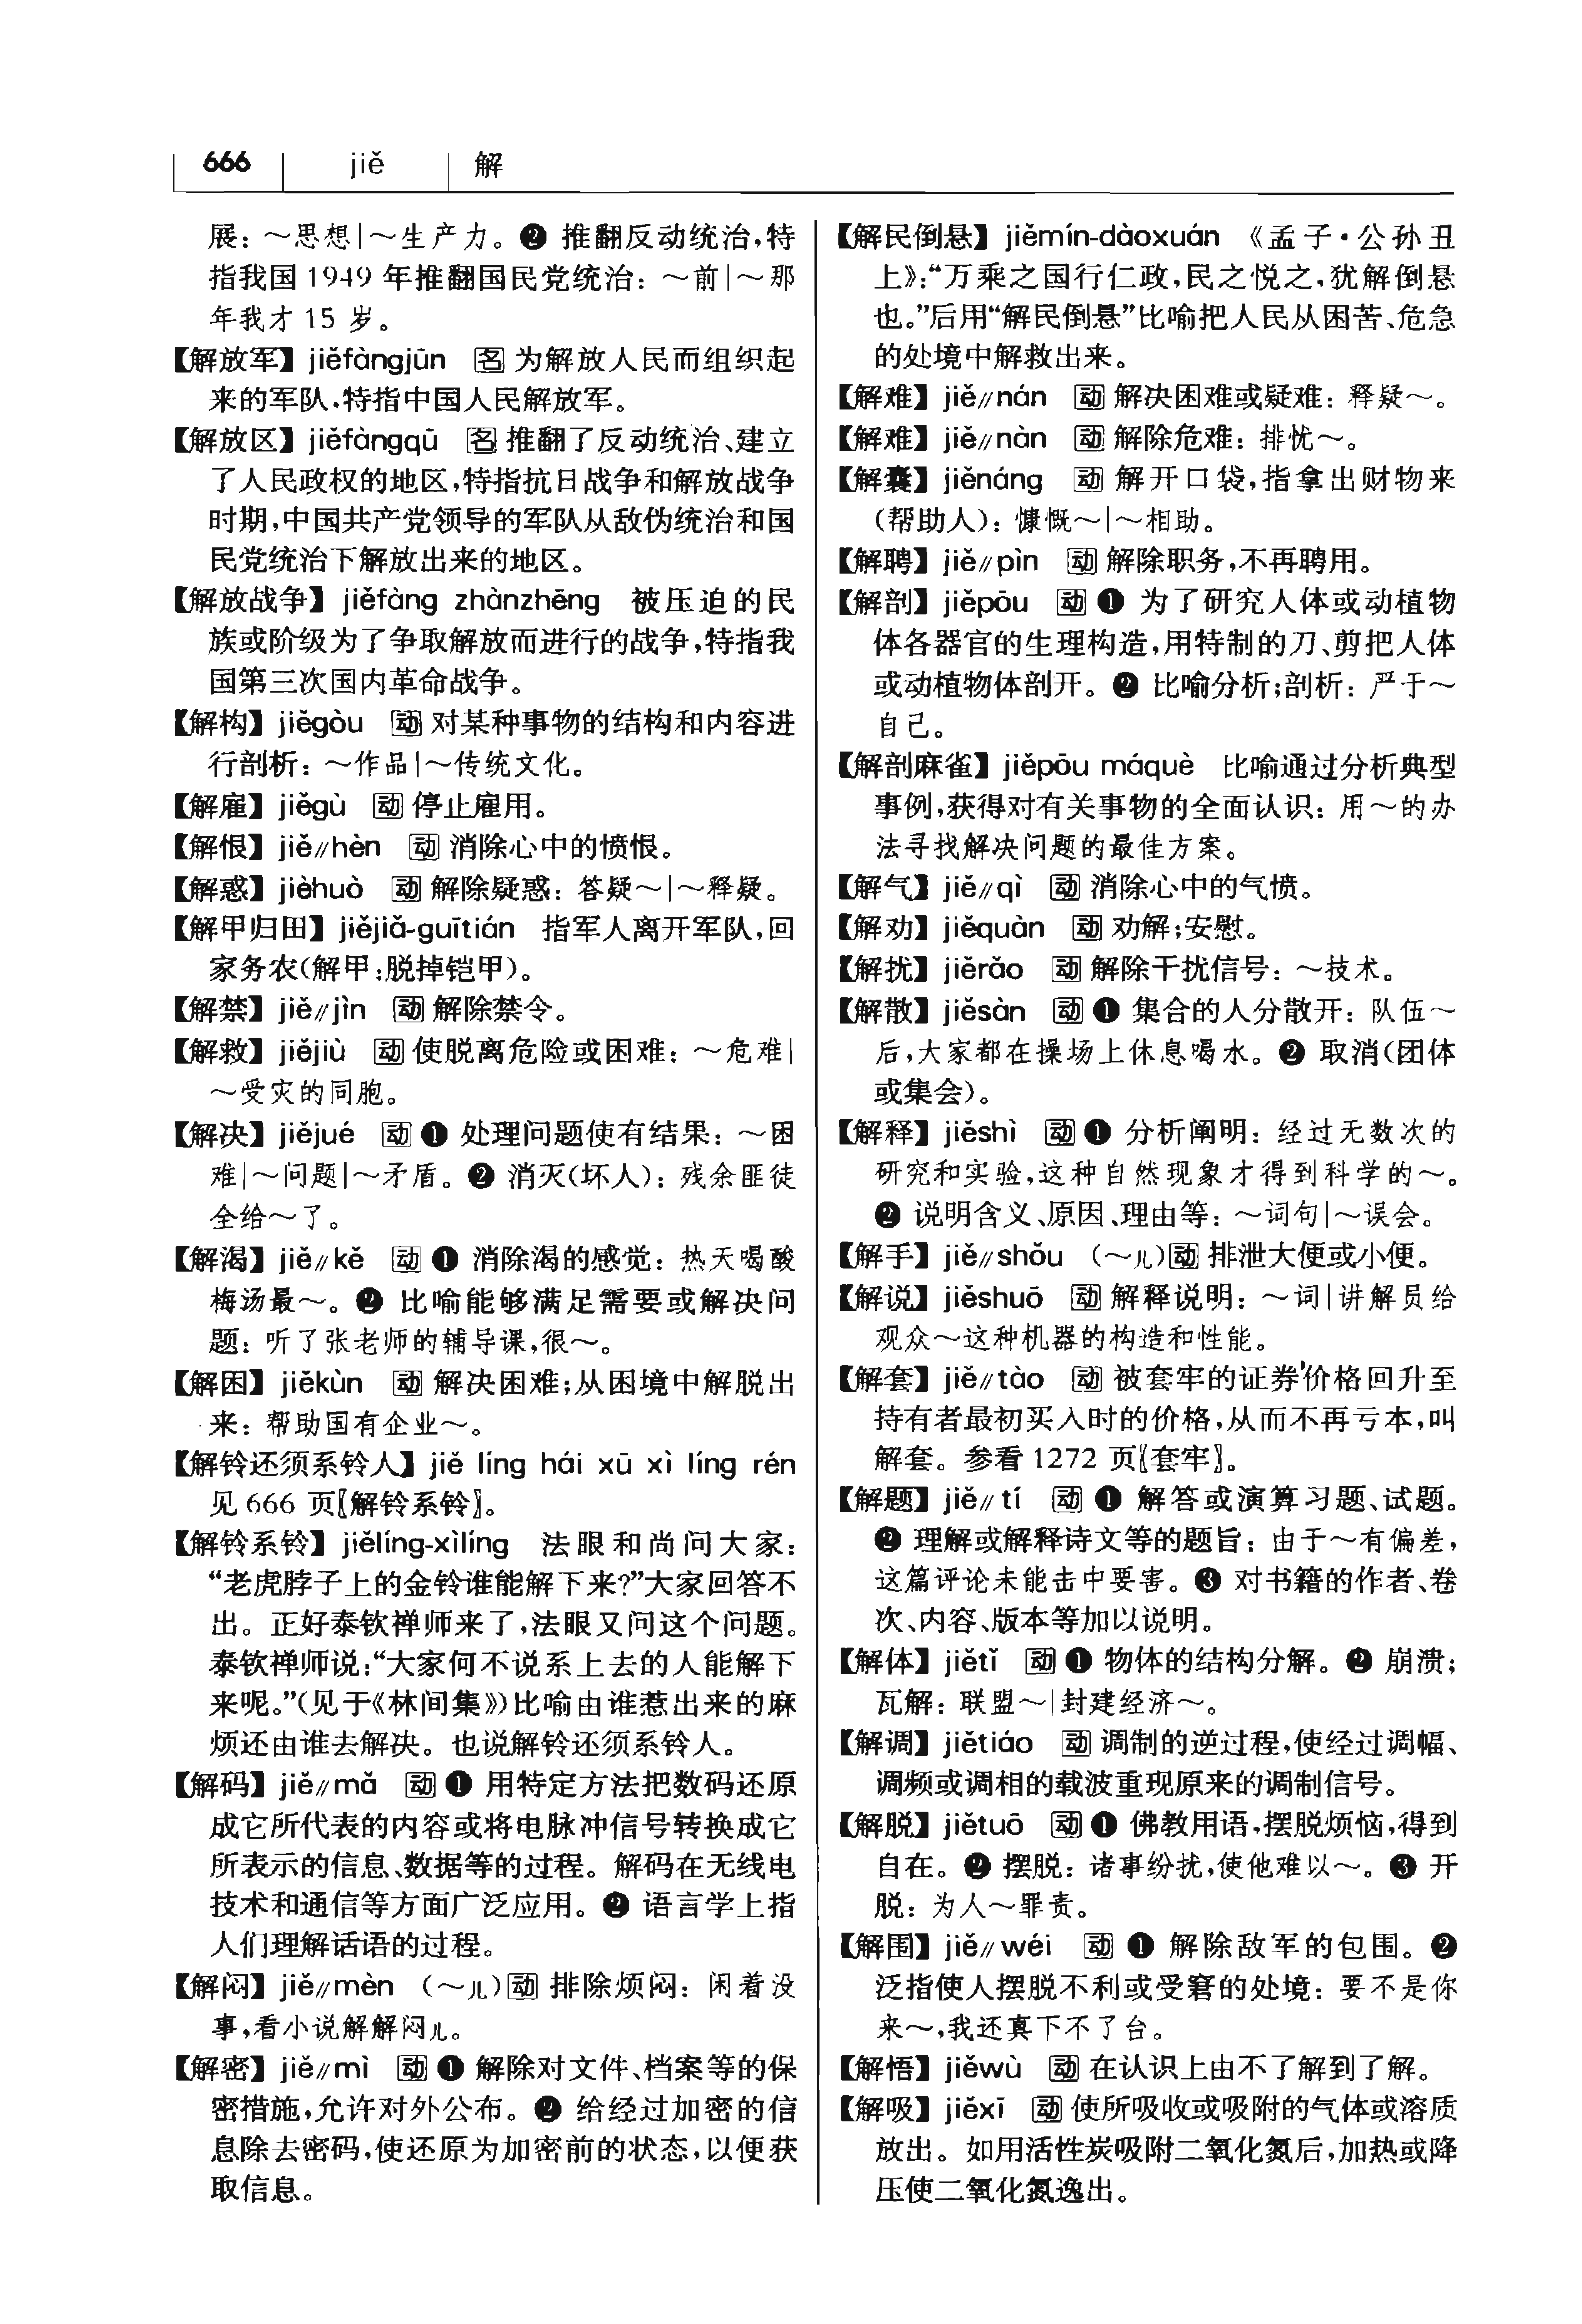 666 jiě 解
展：～思想|～生产力。❷ 推翻反动统治,特
指我国 1949 年推翻国民党统治：～前|～那
年我才 15 岁。
【解放军】jiěfàngjūn 名 为解放人民而组织起
来的军队,特指中国人民解放军。
【解放区】jiěfàngqū 名 推翻了反动统治、建立
了人民政权的地区,特指抗日战争和解放战争
时期,中国共产党领导的军队从敌伪统治和国
民党统治下解放出来的地区。
【解放战争】jiěfàng zhànzhēng 被压迫的民
族或阶级为了争取解放而进行的战争,特指我
国第三次国内革命战争。
【解构】jiěgòu 动 对某种事物的结构和内容进
行剖析：～作品|～传统文化。
【解雇】jiěgù 动 停止雇用。
【解恨】jiě//hèn 动 消除心中的愤恨。
【解惑】jiěhuò 动 解除疑惑：答疑～|～释疑。
【解甲归田】jiějiǎ-guītián 指军人离开军队,回
家务农(解甲:脱掉铠甲)。
【解禁】jiě//jìn 动 解除禁令。
【解救】jiějiù 动 使脱离危险或困难：～危难|
～受灾的同胞。
【解决】jiějué 动 ❶ 处理问题使有结果：～困
难|～问题|～矛盾。❷ 消灭(坏人)：残余匪徒
全给～了。
【解渴】jiě//kě 动 ❶ 消除渴的感觉：热天喝酸
梅汤最～。❷ 比喻能够满足需要或解决问
题：听了张老师的辅导课,很～。
【解困】jiěkùn 动 解决困难;从困境中解脱出
来：帮助国有企业～。
【解铃还须系铃人】jiě líng hái xū xì líng rén
见 666 页〖解铃系铃〗。
【解铃系铃】jiělíng-xìlíng 法眼和尚问大家：
“老虎脖子上的金铃谁能解下来?”大家回答不
出。正好泰钦禅师来了,法眼又问这个问题。
泰钦禅师说:“大家何不说系上去的人能解下
来呢。”(见于《林间集》)比喻由谁惹出来的麻
烦还由谁去解决。也说解铃还须系铃人。
【解码】jiě//mǎ 动 ❶ 用特定方法把数码还原
成它所代表的内容或将电脉冲信号转换成它
所表示的信息、数据等的过程。解码在无线电
技术和通信等方面广泛应用。❷ 语言学上指
人们理解话语的过程。
【解闷】jiě//mèn (～儿)动 排除烦闷：闲着没
事,看小说解解闷儿。
【解密】jiě//mì 动 ❶ 解除对文件、档案等的保
密措施,允许对外公布。❷ 给经过加密的信
息除去密码,使还原为加密前的状态,以便获
取信息。
【解民倒悬】jiěmín-dàoxuán 《孟子·公孙丑
上》:“万乘之国行仁政,民之悦之,犹解倒悬
也。”后用“解民倒悬”比喻把人民从困苦、危急
的处境中解救出来。
【解难】jiě//nán 动 解决困难或疑难：释疑～。
【解难】jiě//nàn 动 解除危难：排忧～。
【解囊】jiěnáng 动 解开口袋,指拿出财物来
(帮助人)：慷慨～|～相助。
【解聘】jiě//pìn 动 解除职务,不再聘用。
【解剖】jiěpōu 动 ❶ 为了研究人体或动植物
体各器官的生理构造,用特制的刀、剪把人体
或动植物体剖开。❷ 比喻分析;剖析：严于～
自己。
【解剖麻雀】jiěpōu máquè 比喻通过分析典型
事例,获得对有关事物的全面认识：用～的办
法寻找解决问题的最佳方案。
【解气】jiě//qì 动 消除心中的气愤。
【解劝】jiěquàn 动 劝解;安慰。
【解扰】jiěrǎo 动 解除干扰信号：～技术。
【解散】jiěsàn 动 ❶ 集合的人分散开：队伍～
后,大家都在操场上休息喝水。❷ 取消(团体
或集会)。
【解释】jiěshì 动 ❶ 分析阐明：经过无数次的
研究和实验,这种自然现象才得到科学的～。
❷ 说明含义、原因、理由等：～词句|～误会。
【解手】jiě//shǒu (～儿)动 排泄大便或小便。
【解说】jiěshuō 动 解释说明：～词|讲解员给
观众～这种机器的构造和性能。
【解套】jiě//tào 动 被套牢的证券价格回升至
持有者最初买入时的价格,从而不再亏本,叫
解套。参看 1272 页〖套牢〗。
【解题】jiě//tí 动 ❶ 解答或演算习题、试题。
❷ 理解或解释诗文等的题旨：由于～有偏差,
这篇评论未能击中要害。❸ 对书籍的作者、卷
次、内容、版本等加以说明。
【解体】jiětǐ 动 ❶ 物体的结构分解。❷ 崩溃;
瓦解：联盟～|封建经济～。
【解调】jiětiáo 动 调制的逆过程,使经过调幅、
调频或调相的载波重现原来的调制信号。
【解脱】jiětuō 动 ❶ 佛教用语,摆脱烦恼,得到
自在。❷ 摆脱：诸事纷扰,使他难以～。❸ 开
脱：为人～罪责。
【解围】jiě//wéi 动 ❶ 解除敌军的包围。❷
泛指使人摆脱不利或受窘的处境：要不是你
来～,我还真下不了台。
【解悟】jiěwù 动 在认识上由不了解到了解。
【解吸】jiěxī 动 使所吸收或吸附的气体或溶质
放出。如用活性炭吸附二氧化氮后,加热或降
压使二氧化氮逸出。